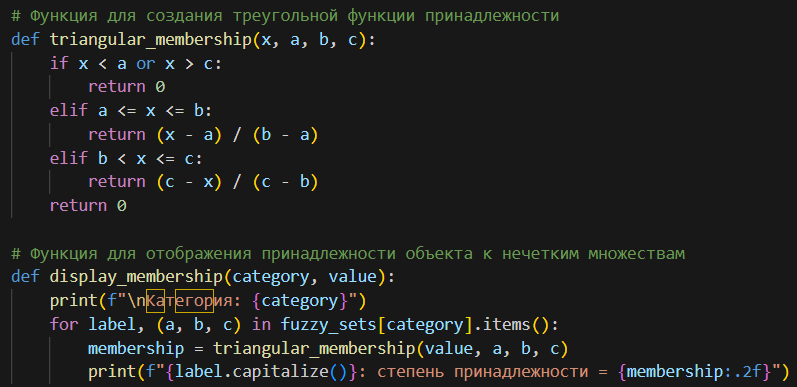 # Функция для создания треугольной функции принадлежности
def triangular_membership(x, a, b, c):
    if x < a or x > c:
        return 0
    elif a <= x <= b:
        return (x - a) / (b - a)
    elif b < x <= c:
        return (c - x) / (c - b)
    return 0

# Функция для отображения принадлежности объекта к нечетким множествам
def display_membership(category, value):
    print(f"\nКатегория: {category}")
    for label, (a, b, c) in fuzzy_sets[category].items():
        membership = triangular_membership(value, a, b, c)
        print(f"{label.capitalize()}: степень принадлежности = {membership:.2f}")